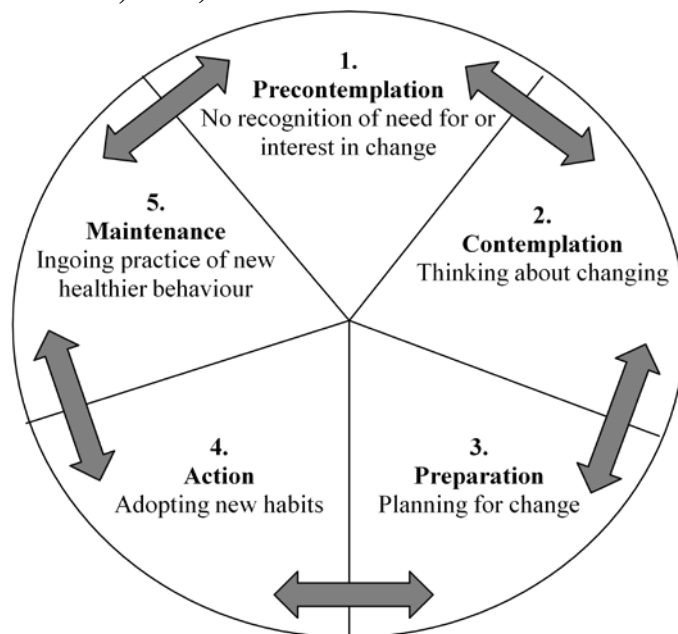 1.
Precontemplation
No recognition of need for or
interest in change
2.
Contemplation
Thinking about changing
3.
Preparation
Planning for change
4.
Action
Adopting new habits
5.
Maintenance
Ingoing practice of new
healthier behaviour